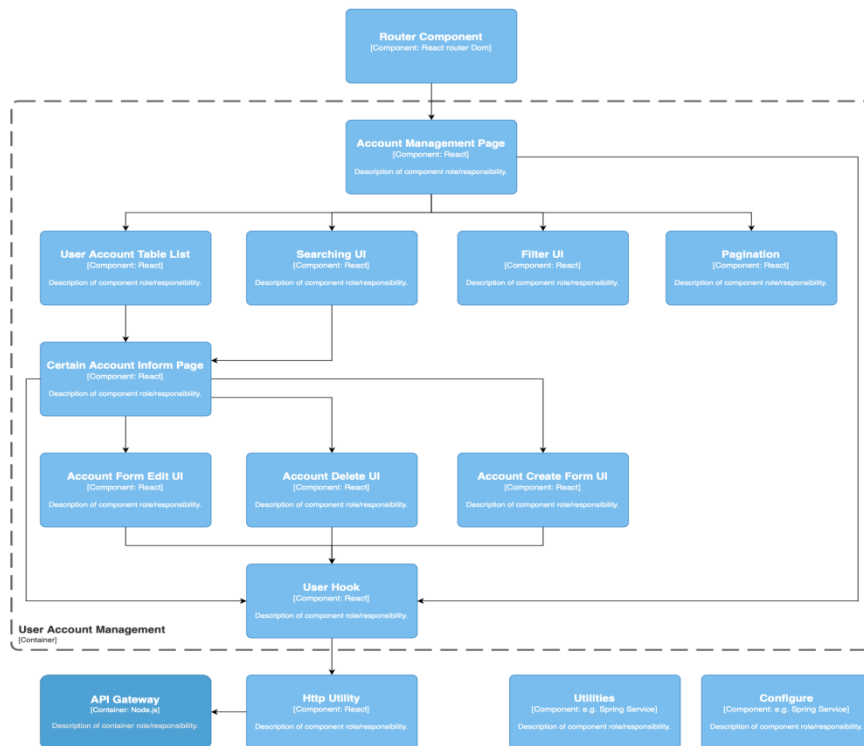 Router Component
[Component: React router Dom]
Account Management Page
[Component: React]
Description of component role/responsibility.
User Account Table List
[Component: React]
Description of component role/responsibility.
Searching UI
[Component: React]
Description of component role/responsibility.
Filter UI
[Component: React]
Description of component role/responsibility.
Pagination
[Component: React]
Description of component role/responsibility.
Certain Account Inform Page
[Component: React]
Description of component role/responsibility.
Account Form Edit UI
[Component: React]
Description of component role/responsibility.
Account Delete UI
[Component: React]
Description of component role/responsibility.
Account Create Form UI
[Component: React]
Description of component role/responsibility.
User Hook
[Component: React]
Description of component role/responsibility.
User Account Management
[Container]
API Gateway
[Container: Node.js]
Description of container role/responsibility.
Http Utility
[Component: React]
Description of component role/responsibility.
Utilities
[Component: e.g. Spring Service]
Description of component role/responsibility.
Configure
[Component: e.g. Spring Service]
Description of component role/responsibility.